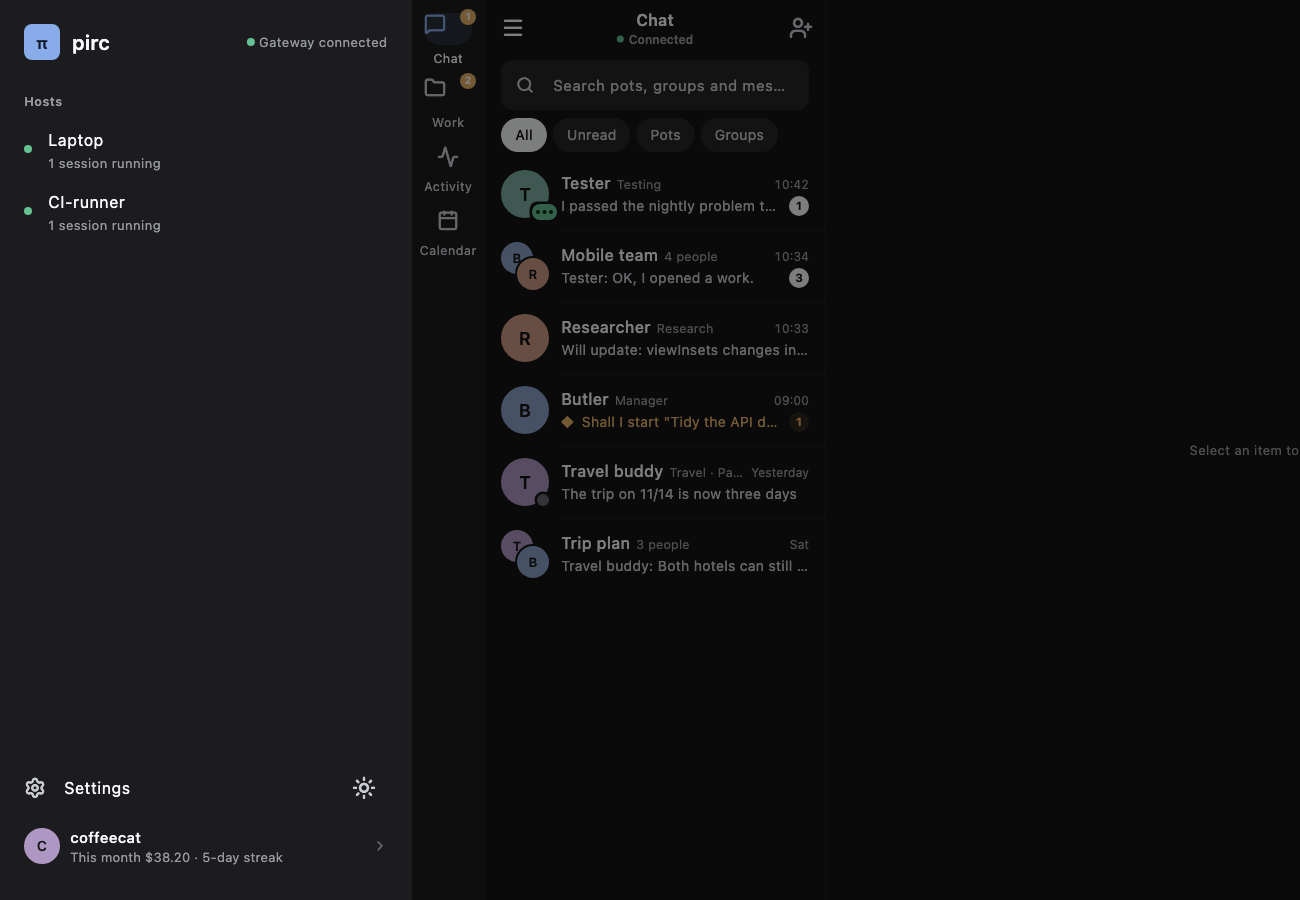 π pirc
Gateway connected
Hosts
Laptop
1 session running
CI-runner
1 session running
Settings
C
coffeecat
This month $38.20 · 5-day streak
1
Chat
2
Work
Activity
Calendar
Chat
Connected
Search pots, groups and mes...
All Unread Pots Groups
T
Tester Testing 10:42
I passed the nightly problem t... 1
B R
Mobile team 4 people 10:34
Tester: OK, I opened a work. 3
R
Researcher Research 10:33
Will update: viewInsets changes in...
B
Butler Manager 09:00
Shall I start "Tidy the API d... 1
T
Travel buddy Travel · Pa... Yesterday
The trip on 11/14 is now three days
T B
Trip plan 3 people Sat
Travel buddy: Both hotels can still ...
Select an item to